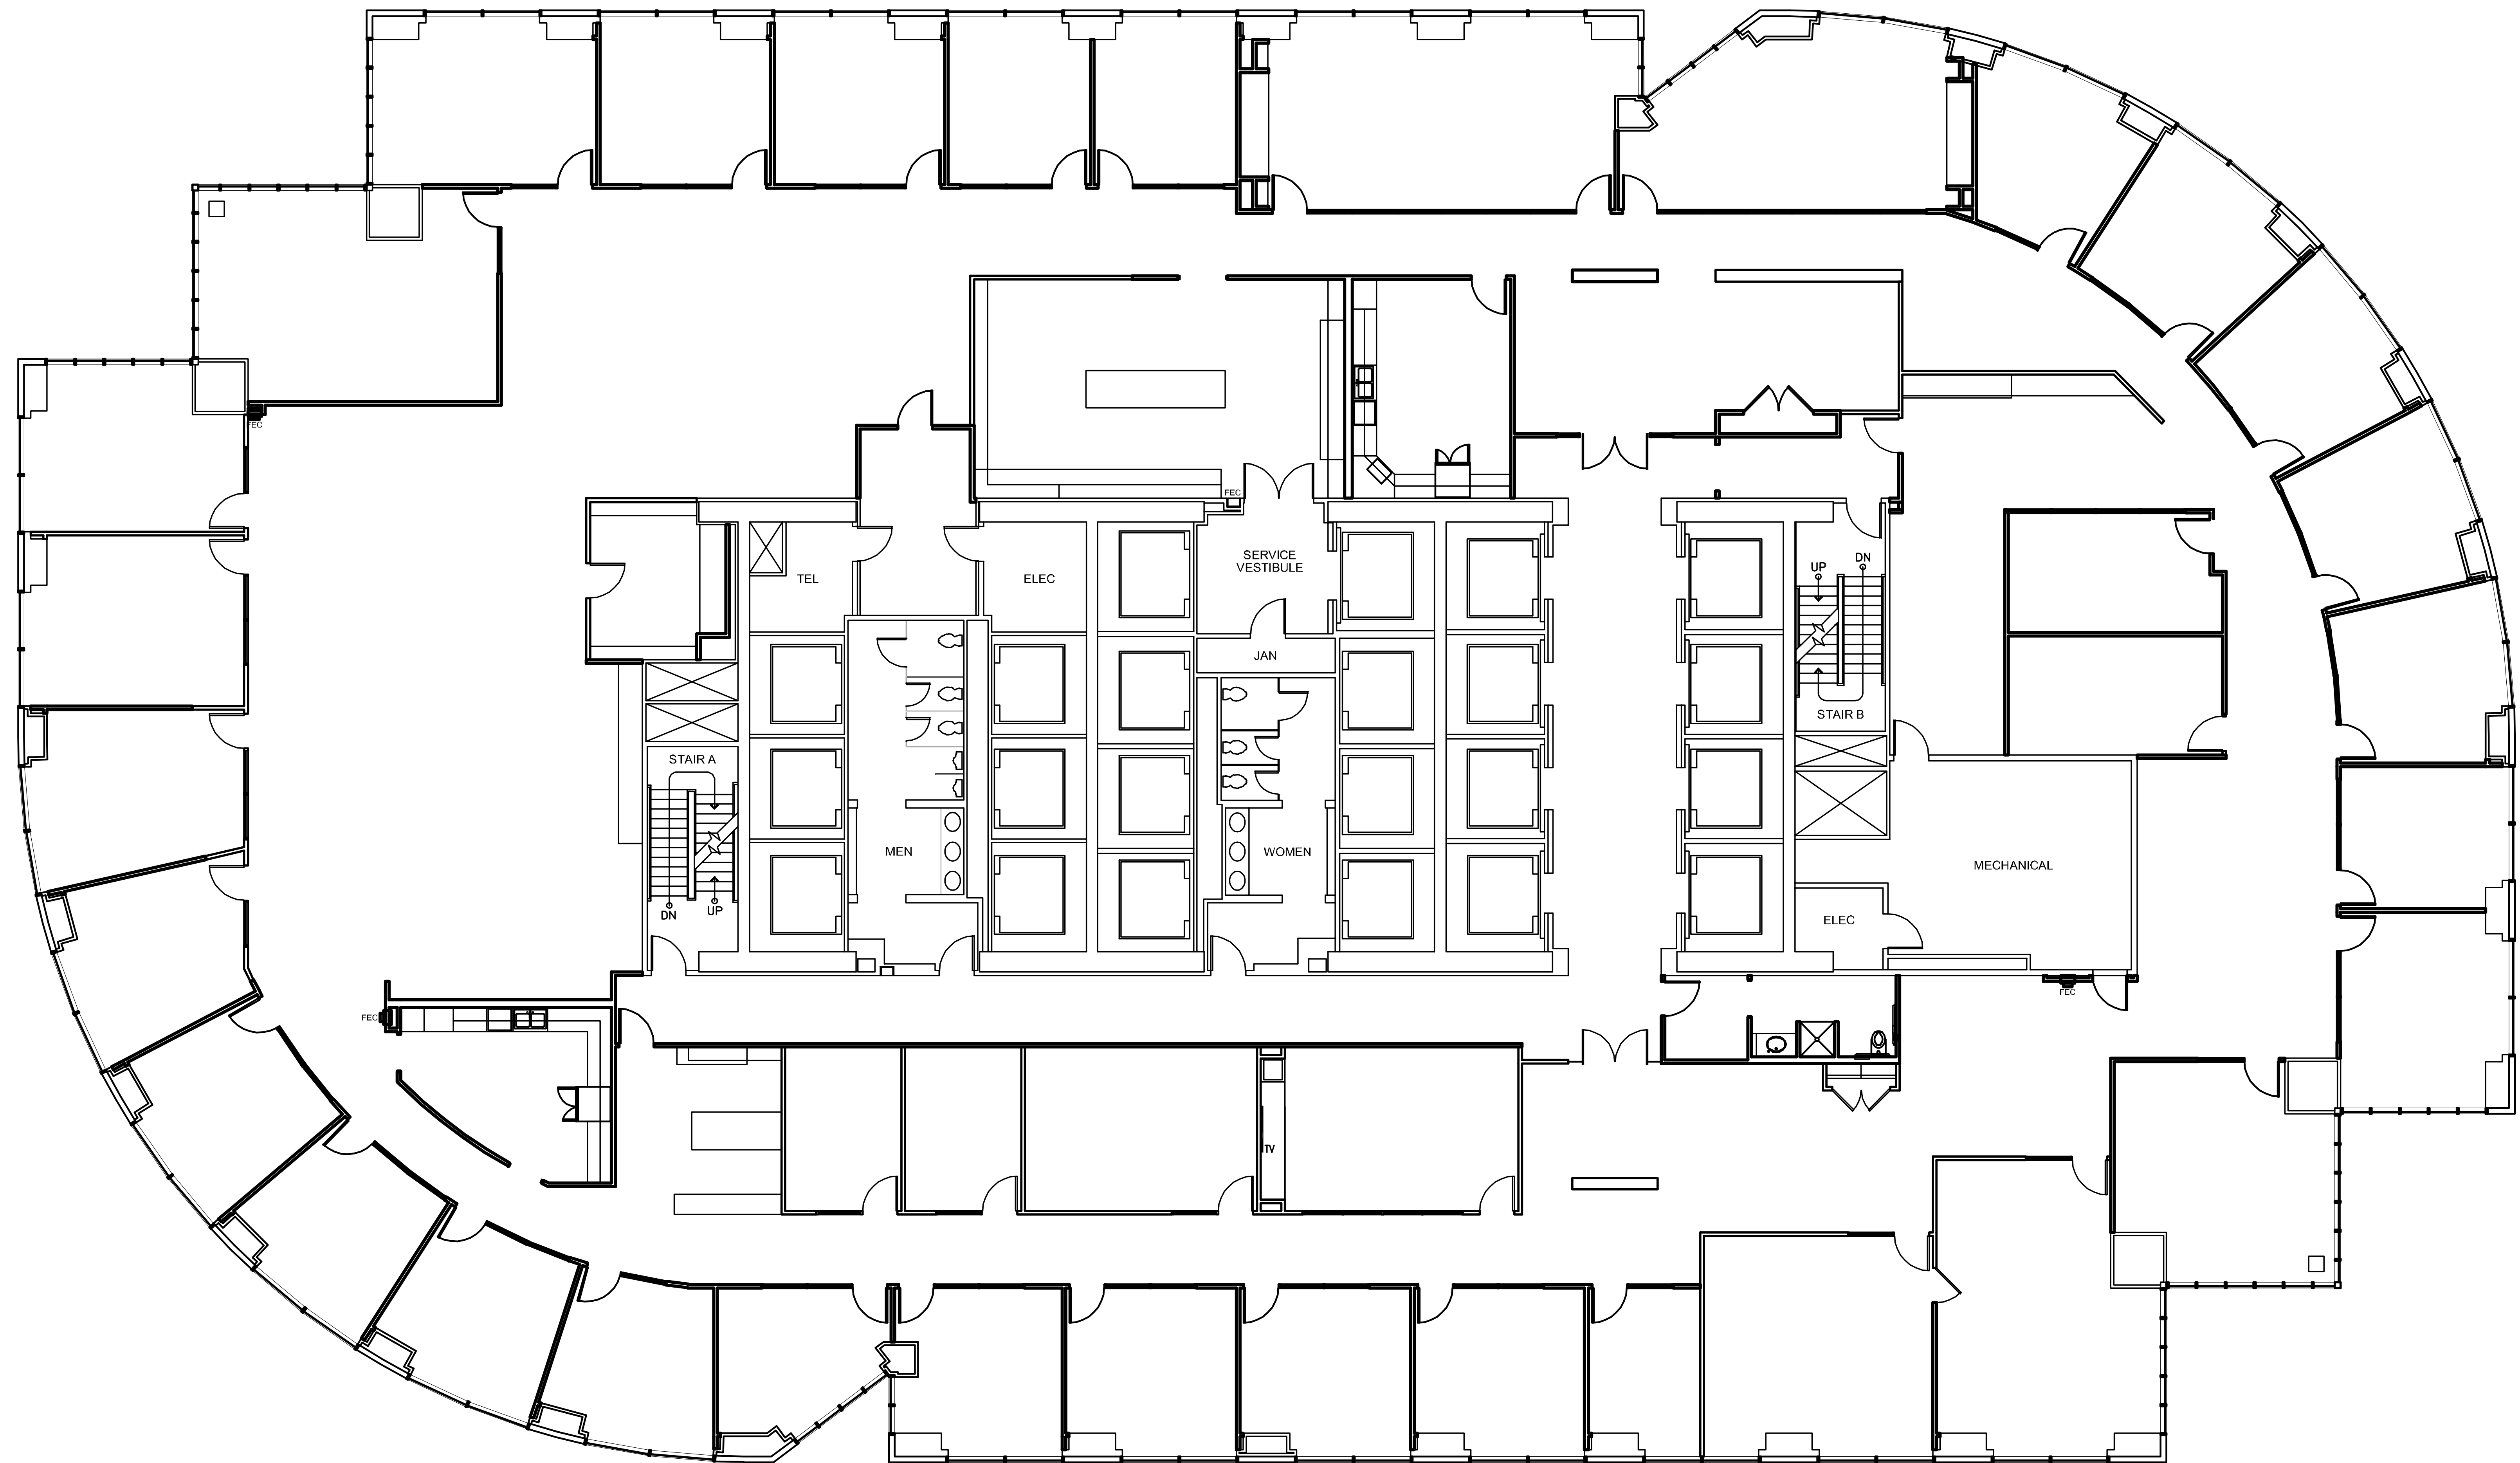 FEC
FEC
SERVICE
VESTIBULE
TEL
ELEC
UP
DN
JAN
STAIR B
STAIR A
MEN
WOMEN
MECHANICAL
DN
UP
ELEC
FEC
FEC
TV